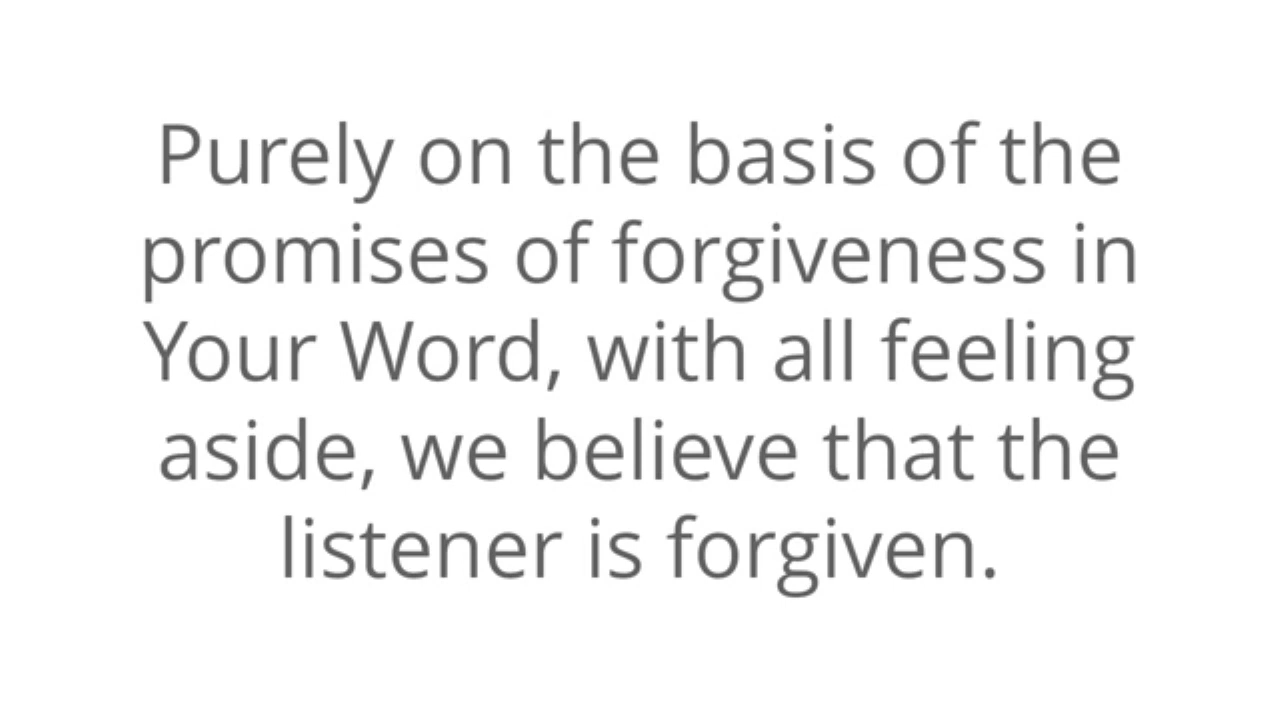 Purely on the basis of the
promises of forgiveness in
Your Word, with all feeling
aside, we believe that the
listener is forgiven.